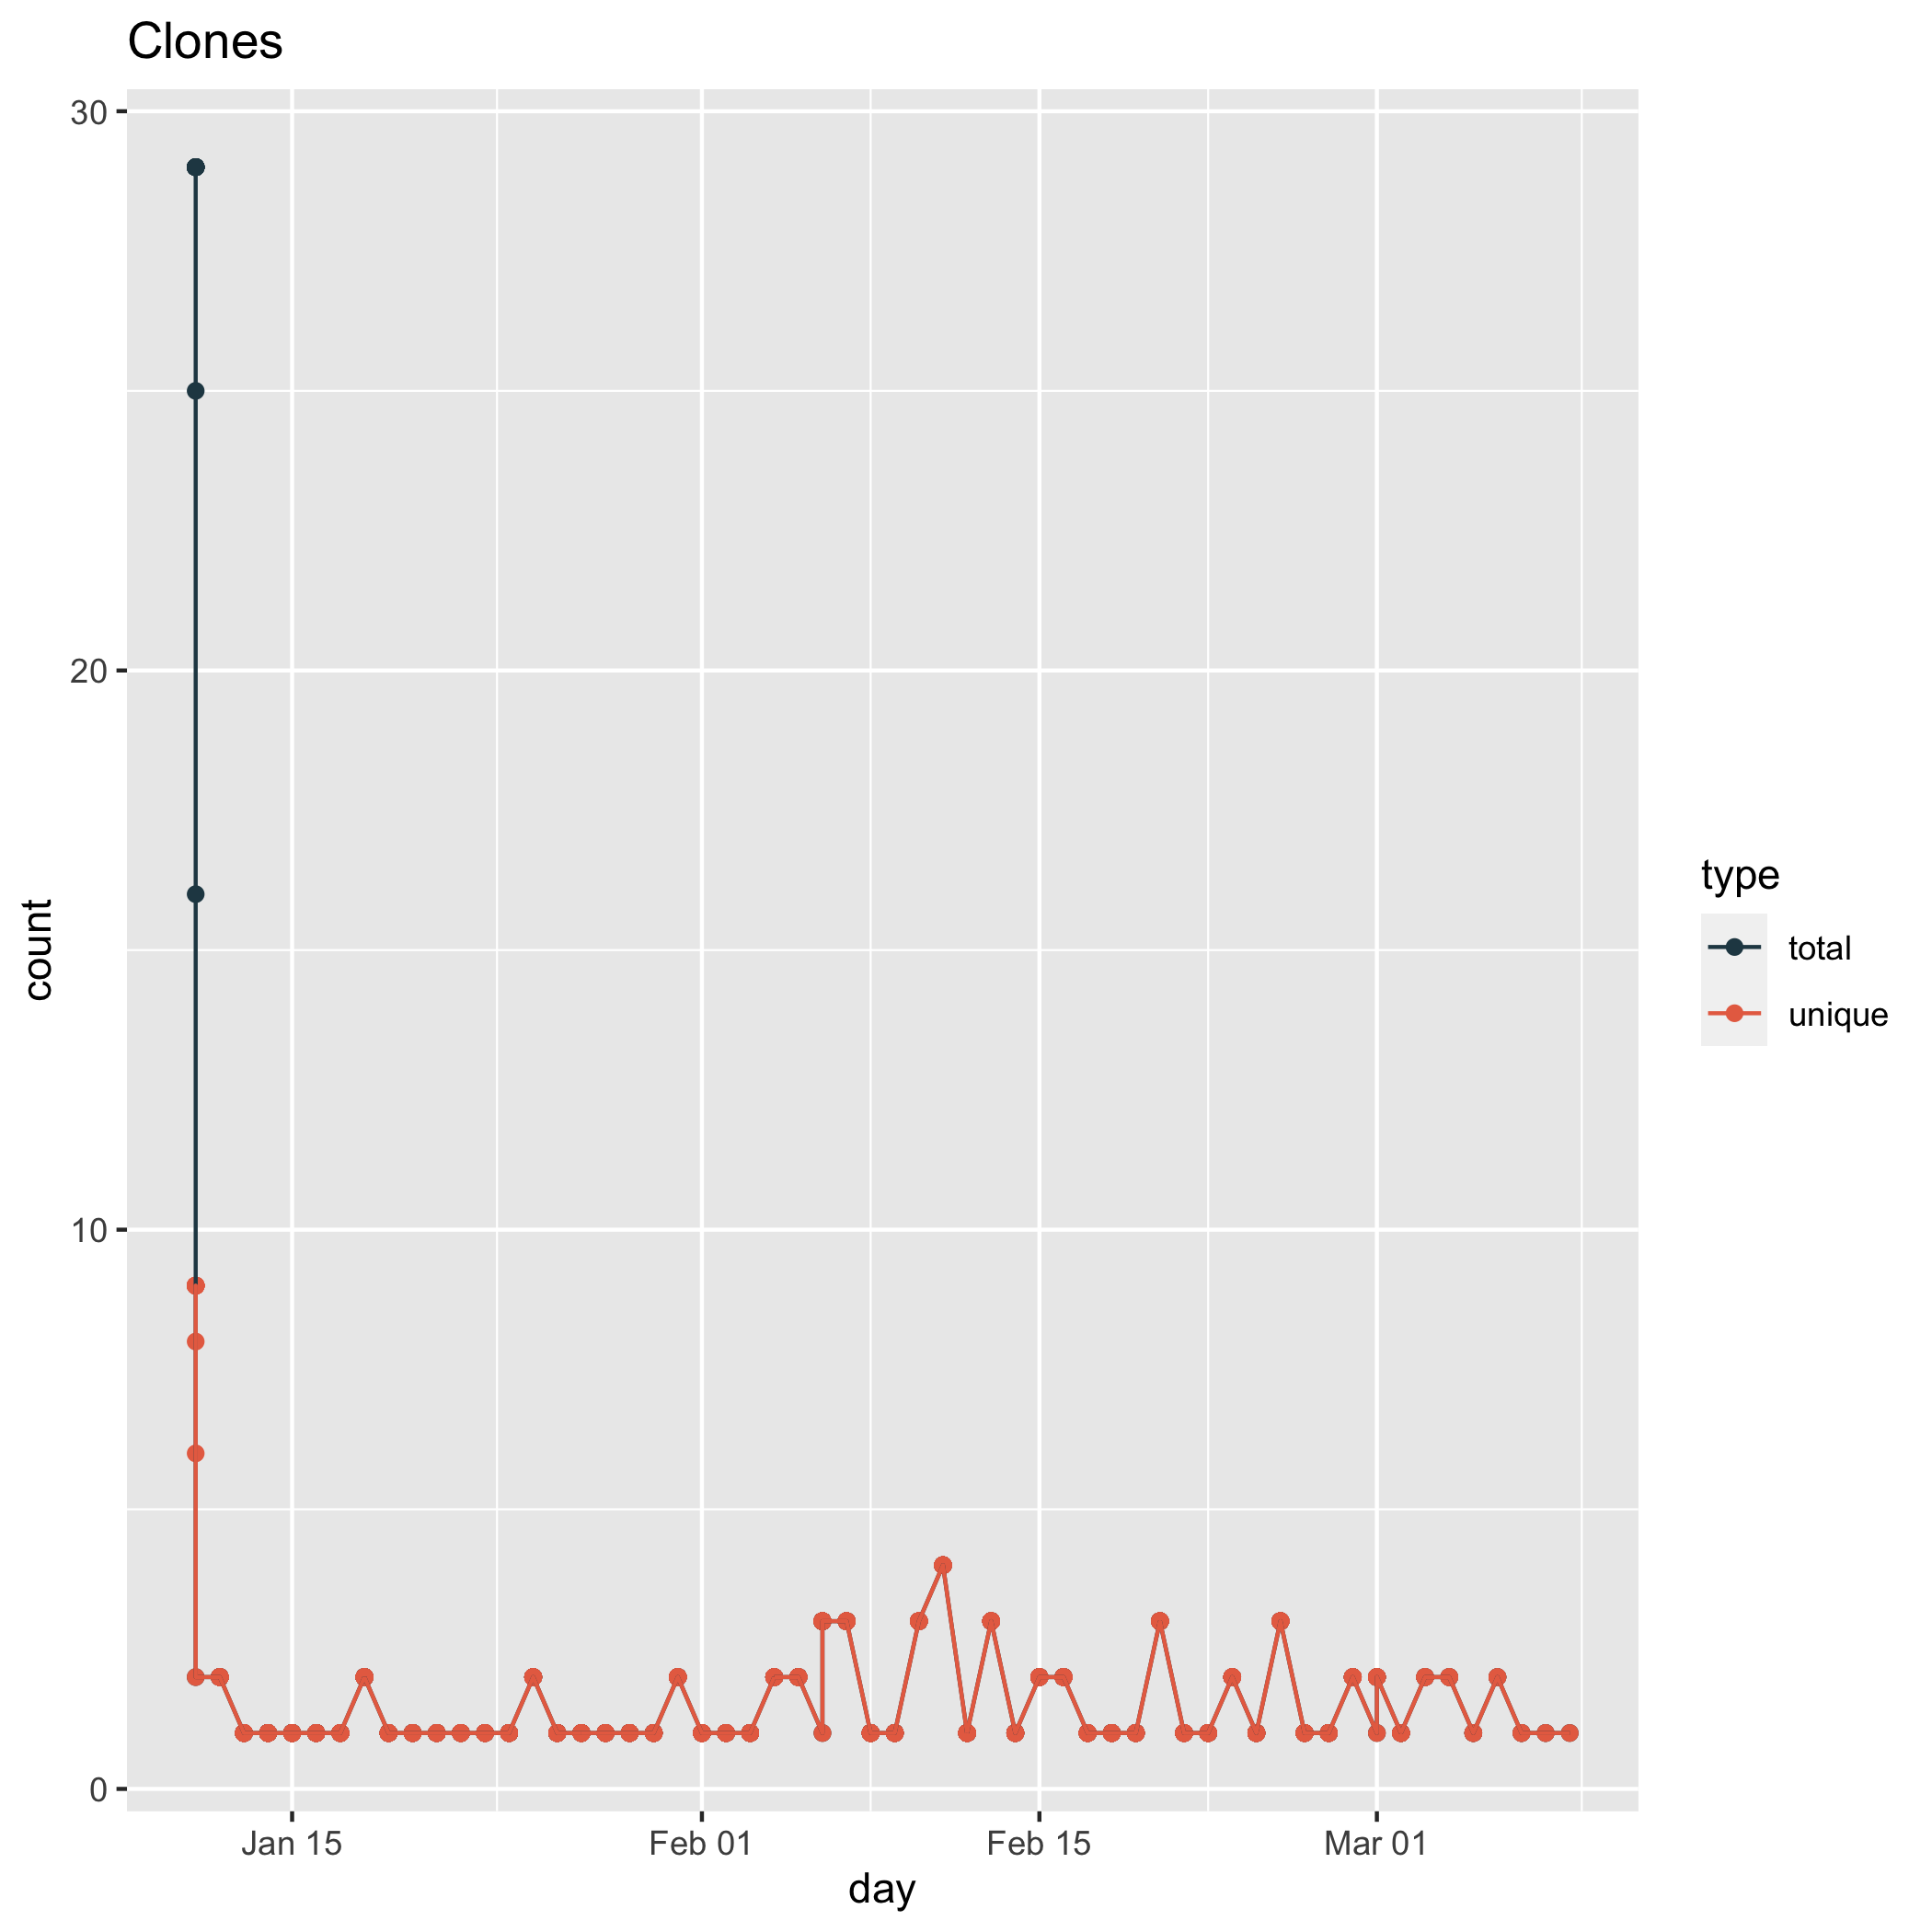 Clones
30
20
10
0
count
Jan 15
Feb 01
Feb 15
Mar 01
day
type
total
unique